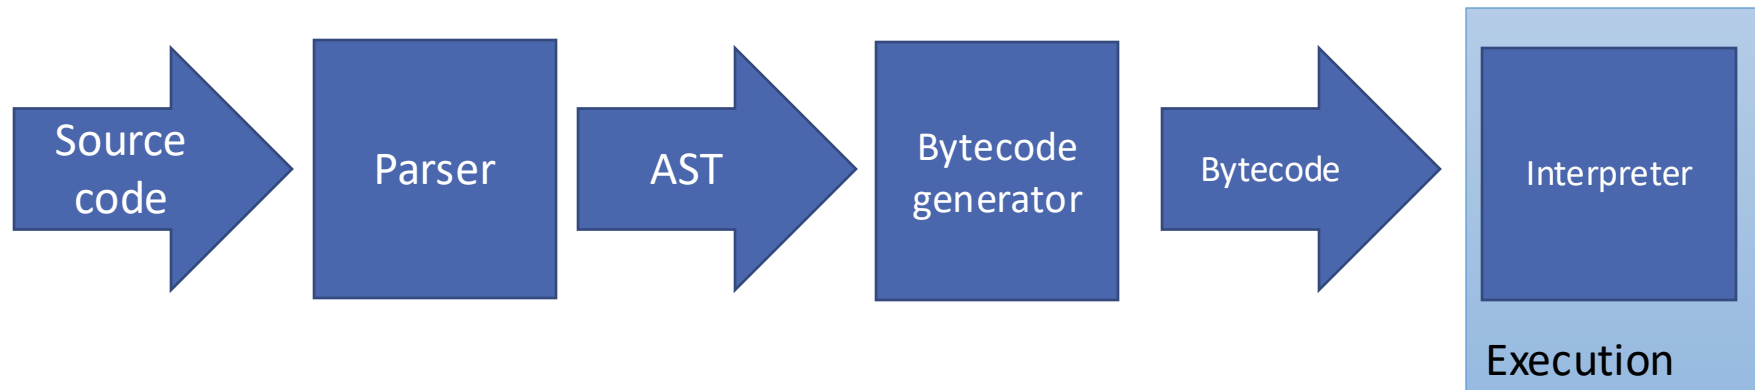 Source
code
Parser
AST
Bytecode
generator
Bytecode
Interpreter
Execution